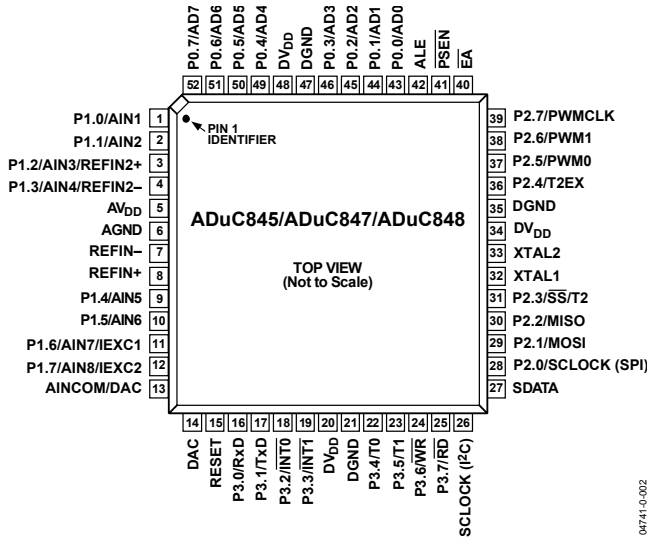 P0.7/AD7
P0.6/AD6
P0.5/AD5
P0.4/AD4
DVDD
DGND
P0.3/AD3
P0.2/AD2
P0.1/AD1
P0.0/AD0
ALE
PSEN
EA
52 51 50 49 48 47 46 45 44 43 42 41 40
P1.0/AIN1 1
P1.1/AIN2 2
P1.2/AIN3/REFIN2+ 3
P1.3/AIN4/REFIN2– 4
AVDD 5
AGND 6
REFIN– 7
REFIN+ 8
P1.4/AIN5 9
P1.5/AIN6 10
P1.6/AIN7/IEXC1 11
P1.7/AIN8/IEXC2 12
AINCOM/DAC 13
PIN 1
IDENTIFIER
ADuC845/ADuC847/ADuC848
TOP VIEW
(Not to Scale)
39 P2.7/PWMCLK
38 P2.6/PWM1
37 P2.5/PWM0
36 P2.4/T2EX
35 DGND
34 DVDD
33 XTAL2
32 XTAL1
31 P2.3/SS/T2
30 P2.2/MISO
29 P2.1/MOSI
28 P2.0/SCLOCK (SPI)
27 SDATA
14 15 16 17 18 19 20 21 22 23 24 25 26
DAC
RESET
P3.0/RxD
P3.1/TxD
P3.2/INT0
P3.3/INT1
DVDD
DGND
P3.4/T0
P3.5/T1
P3.6/WR
P3.7/RD
SCLOCK (I2C)
04741-0-002